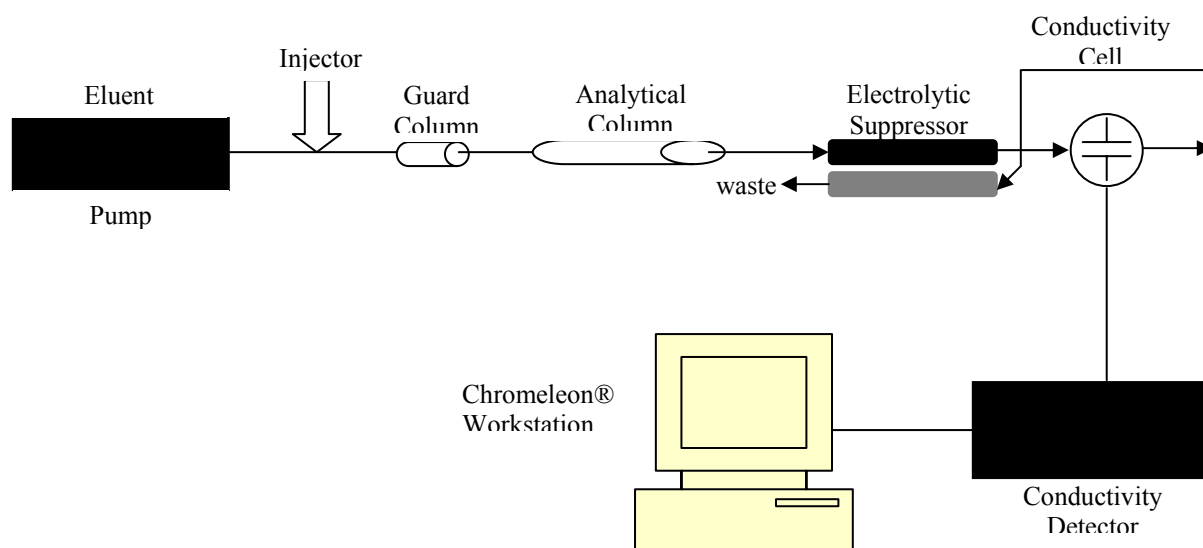 Injector
Eluent
Pump
Guard
Column
Analytical
Column
Electrolytic
Suppressor
waste
Conductivity
Cell
Chromeleon®
Workstation
Conductivity
Detector